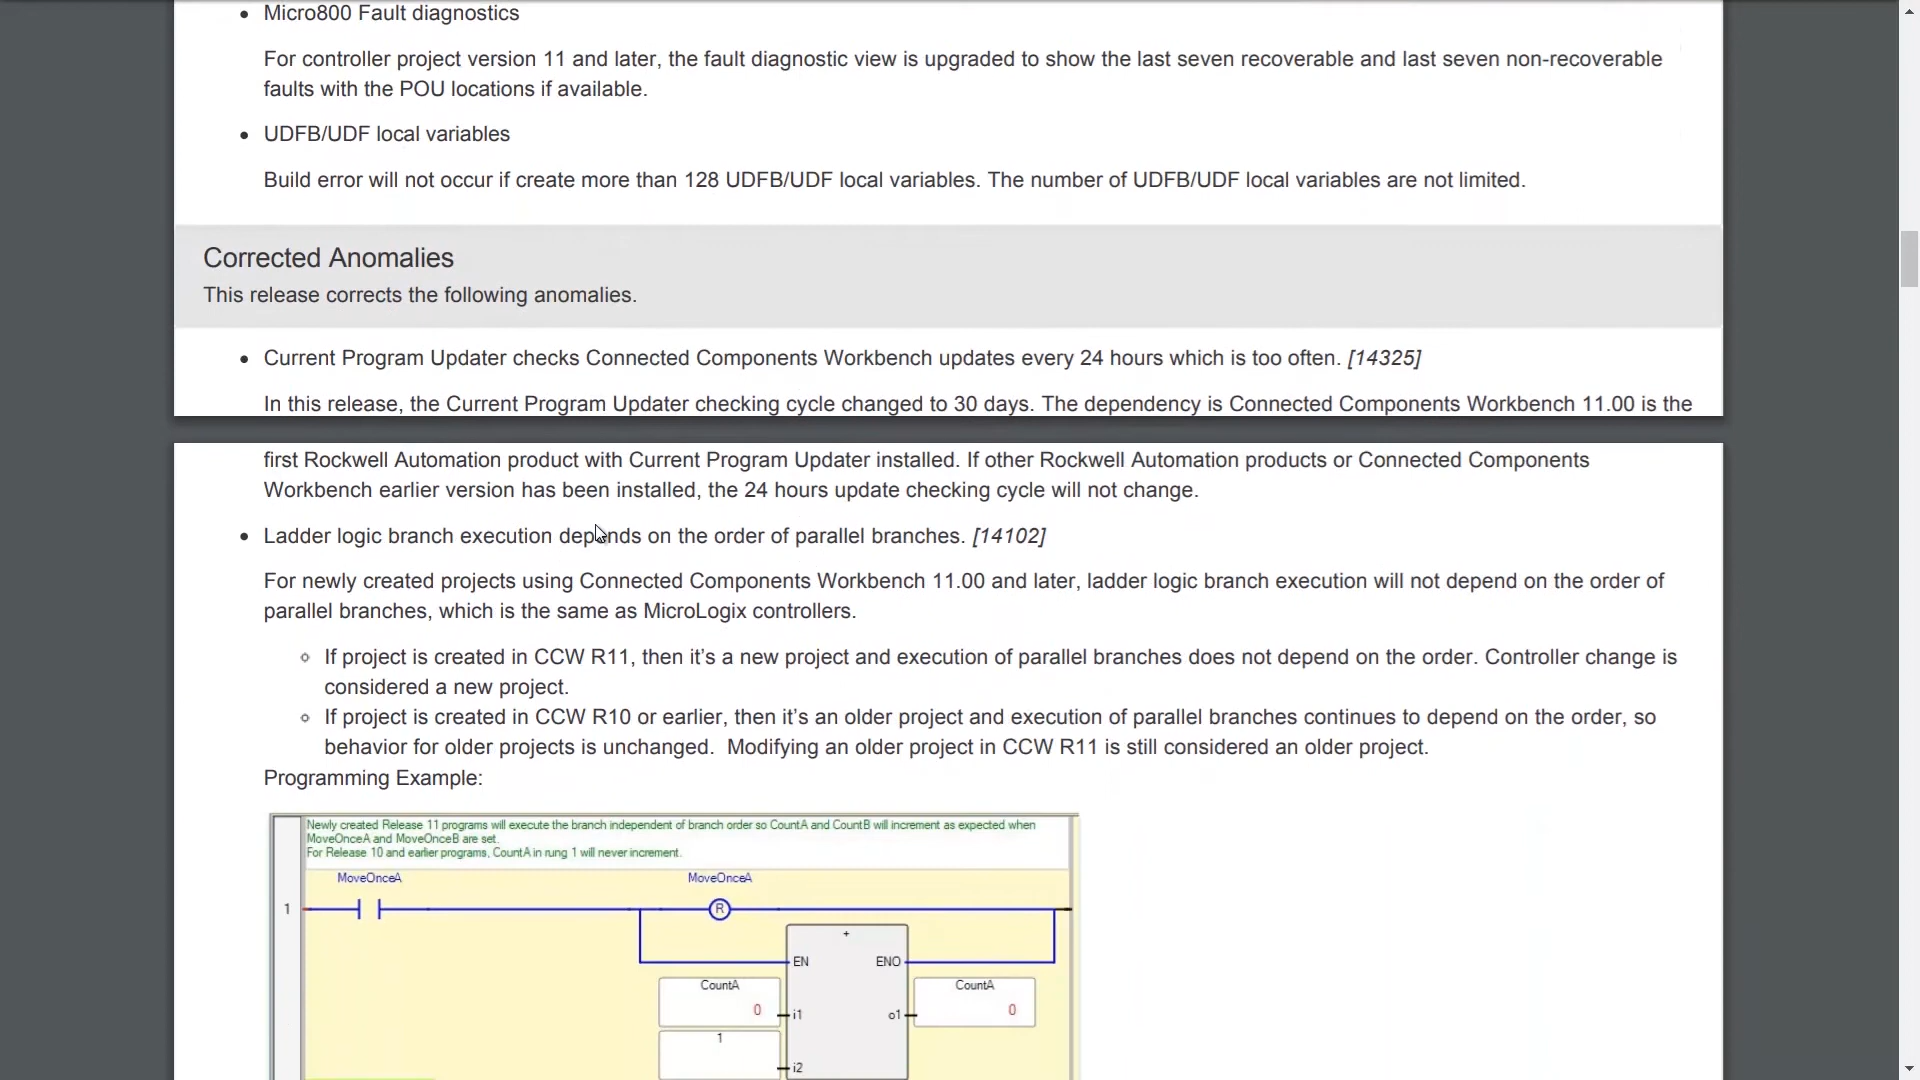 Micro800 Fault diagnostics
For controller project version 11 and later, the fault diagnostic view is upgraded to show the last seven recoverable and last seven non-recoverable
faults with the POU locations if available.
UDFB/UDF local variables
Build error will not occur if create more than 128 UDFB/UDF local variables. The number of UDFB/UDF local variables are not limited.
Corrected Anomalies
This release corrects the following anomalies.
Current Program Updater checks Connected Components Workbench updates every 24 hours which is too often. [14325]
In this release, the Current Program Updater checking cycle changed to 30 days. The dependency is Connected Components Workbench 11.00 is the
first Rockwell Automation product with Current Program Updater installed. If other Rockwell Automation products or Connected Components
Workbench earlier version has been installed, the 24 hours update checking cycle will not change.
Ladder logic branch execution depends on the order of parallel branches. [14102]
For newly created projects using Connected Components Workbench 11.00 and later, ladder logic branch execution will not depend on the order of
parallel branches, which is the same as MicroLogix controllers.
If project is created in CCW R11, then it's a new project and execution of parallel branches does not depend on the order. Controller change is
considered a new project.
If project is created in CCW R10 or earlier, then it's an older project and execution of parallel branches continues to depend on the order, so
behavior for older projects is unchanged.  Modifying an older project in CCW R11 is still considered an older project.
Programming Example:
Newly created Release 11 programs will execute the branch independent of branch order so CountA and CountB will increment as expected when
MoveOnceA and MoveOnceB are set.
For Release 10 and earlier programs, CountA in rung 1 will never increment.
MoveOnceA MoveOnceA
1 R
+
EN ENO
CountA CountA
0 i1 o1 0
1
i2